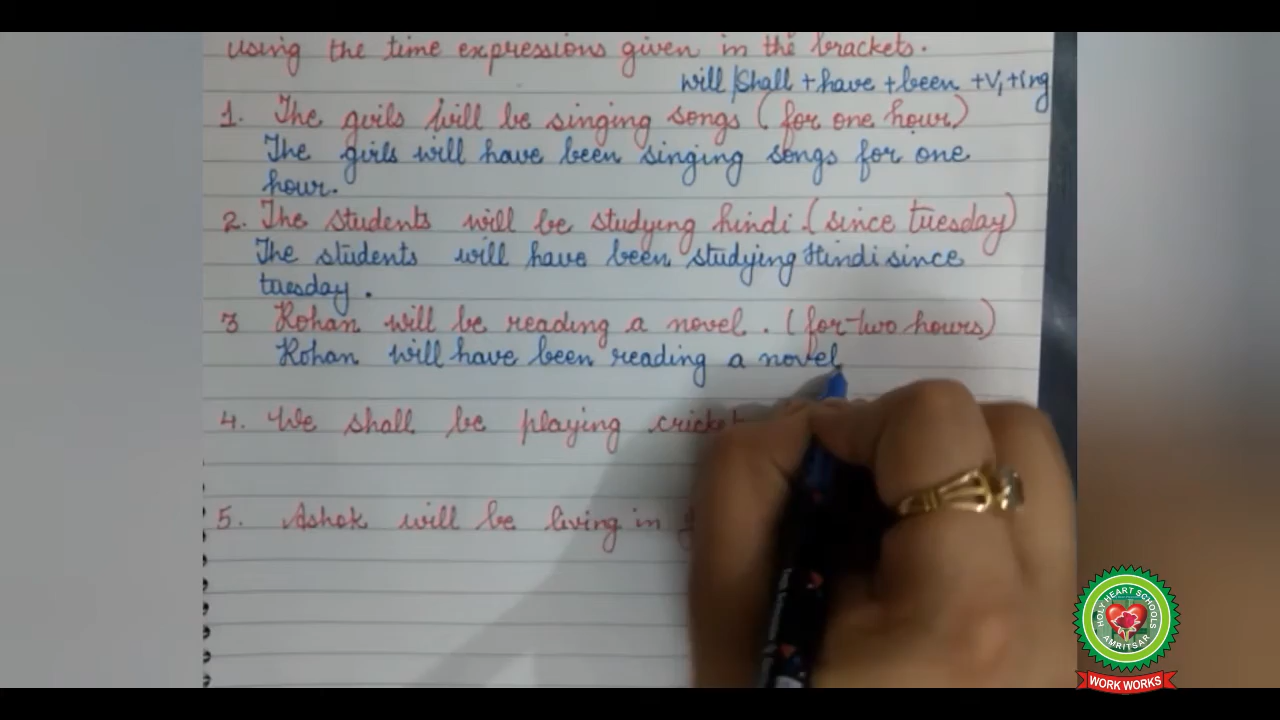 using the time expressions given in the brackets.
will/shall + have + been + V1 + ing
1. The girls will be singing songs (for one hour)
The girls will have been singing songs for one
hour.
2. The students will be studying hindi. (since tuesday)
The students will have been studying Hindi since
tuesday.
3 Rohan will be reading a novel. (for two hours)
Rohan will have been reading a novel
4. We shall be playing cricket
5. Ashok will be living in
HOLY HEART SCHOOLS
AMRITSAR
WORK WORKS